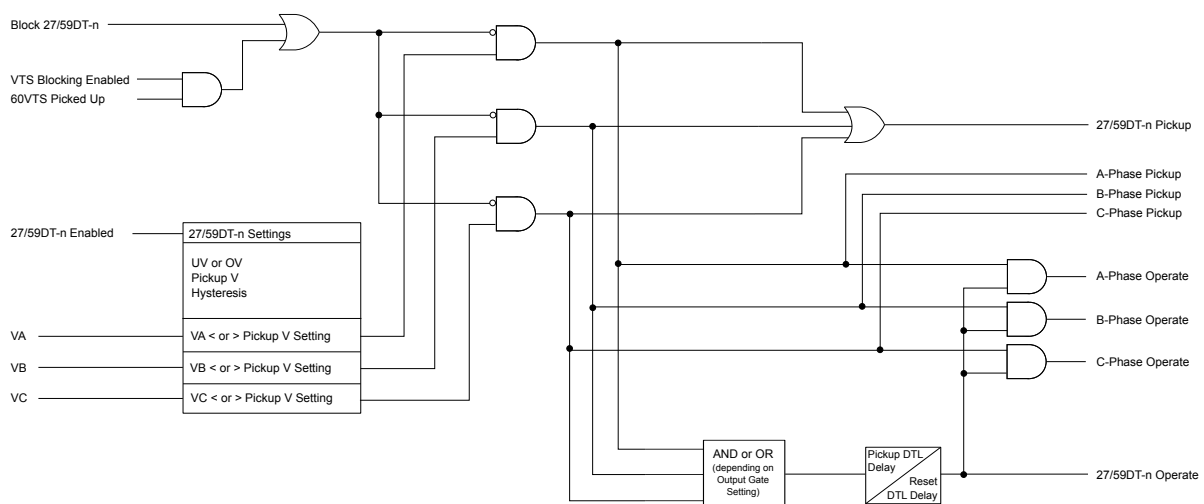 Block 27/59DT-n
VTS Blocking Enabled
60VTS Picked Up
27/59DT-n Pickup
A-Phase Pickup
B-Phase Pickup
C-Phase Pickup
27/59DT-n Enabled
27/59DT-n Settings
UV or OV
Pickup V
Hysteresis
VA
VA < or > Pickup V Setting
VB
VB < or > Pickup V Setting
VC
VC < or > Pickup V Setting
A-Phase Operate
B-Phase Operate
C-Phase Operate
AND or OR
(depending on
Output Gate
Setting)
Pickup DTL
Delay
Reset
DTL Delay
27/59DT-n Operate